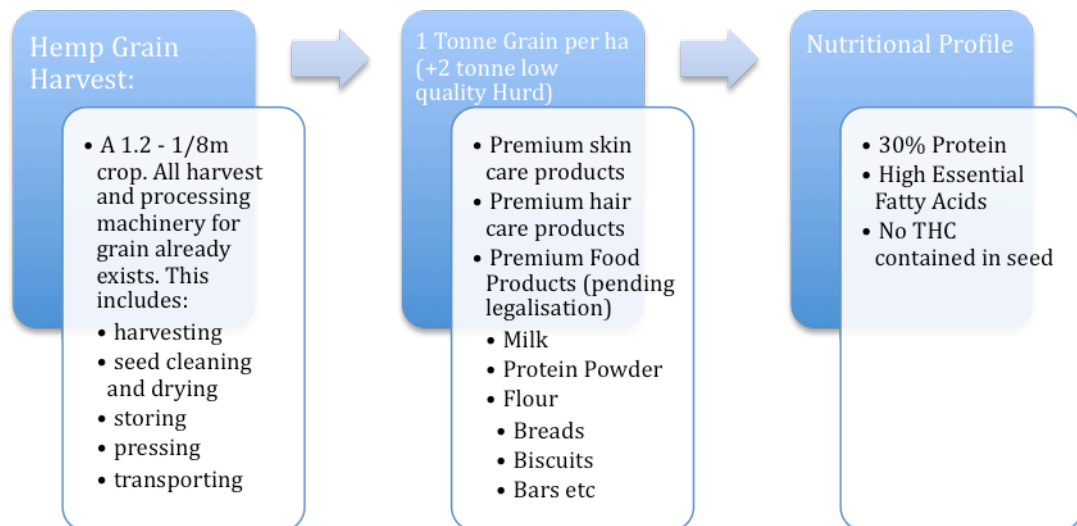 Hemp Grain
Harvest:
• A 1.2 - 1/8m
crop. All harvest
and processing
machinery for
grain already
exists. This
includes:
• harvesting
• seed cleaning
and drying
• storing
• pressing
• transporting
1 Tonne Grain per ha
(+2 tonne low
quality Hurd)
• Premium skin
care products
• Premium hair
care products
• Premium Food
Products (pending
legalisation)
• Milk
• Protein Powder
• Flour
• Breads
• Biscuits
• Bars etc
Nutritional Profile
• 30% Protein
• High Essential
Fatty Acids
• No THC
contained in seed